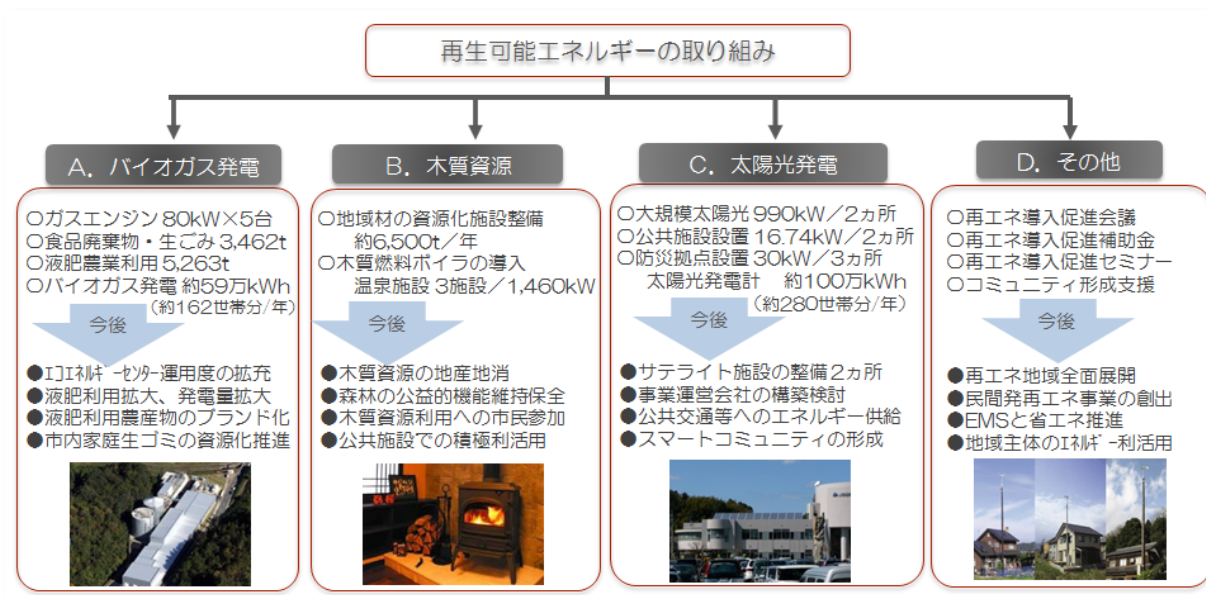 再生可能エネルギーの取り組み
A. バイオガス発電
○ガスエンジン 80kW×5台
○食品廃棄物・生ごみ 3,462t
○液肥農業利用 5,263t
○バイオガス発電 約59万kWh
(約162世帯分/年)
今後
●エコエネルギーセンター運用度の拡充
●液肥利用拡大、発電量拡大
●液肥利用農産物のブランド化
●市内家庭生ゴミの資源化推進
B. 木質資源
○地域材の資源化施設整備
約6,500t/年
○木質燃料ボイラの導入
温泉施設 3施設/1,460kW
今後
●木質資源の地産地消
●森林の公益的機能維持保全
●木質資源利用への市民参加
●公共施設での積極利活用
C. 太陽光発電
○大規模太陽光 990kW/2ヵ所
○公共施設設置 16.74kW/2ヵ所
○防災拠点設置 30kW/3ヵ所
太陽光発電計 約100万kWh
(約280世帯分/年)
今後
●サテライト施設の整備 2ヵ所
●事業運営会社の構築検討
●公共交通等へのエネルギー供給
●スマートコミュニティの形成
D. その他
○再エネ導入促進会議
○再エネ導入促進補助金
○再エネ導入促進セミナー
○コミュニティ形成支援
今後
●再エネ地域全面展開
●民間発再エネ事業の創出
●EMSと省エネ推進
●地域主体のエネルギー利活用